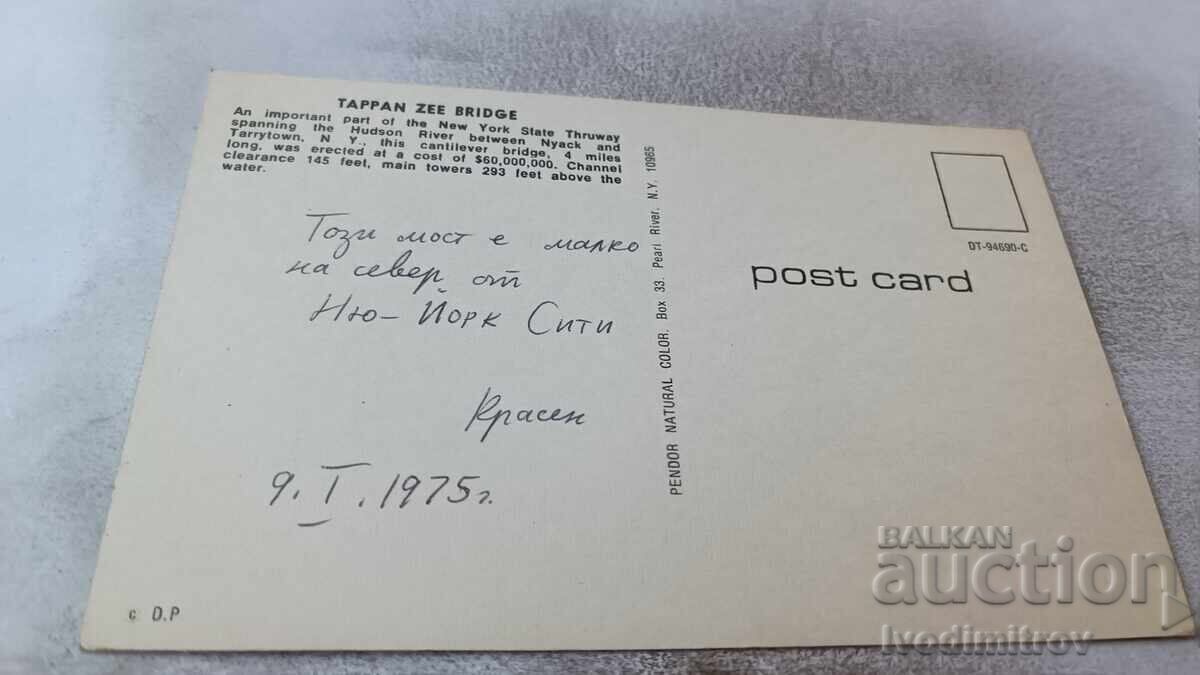 TAPPAN ZEE BRIDGE
An important part of the New York State Thruway
spanning the Hudson River between Nyack and
Tarrytown, N. Y., this cantilever bridge, 4 miles
long, was erected at a cost of $60,000,000. Channel
clearance 145 feet, main towers 293 feet above the
water.
Този мост е малко
на север от
Ню-Йорк Сити
Красен
9. I. 1975 г.
c D.P
PENDOR NATURAL COLOR. Box 33. Pearl River. N.Y. 10965
DT-94690-C
post card
BALKAN
auction
Ivodimitrov